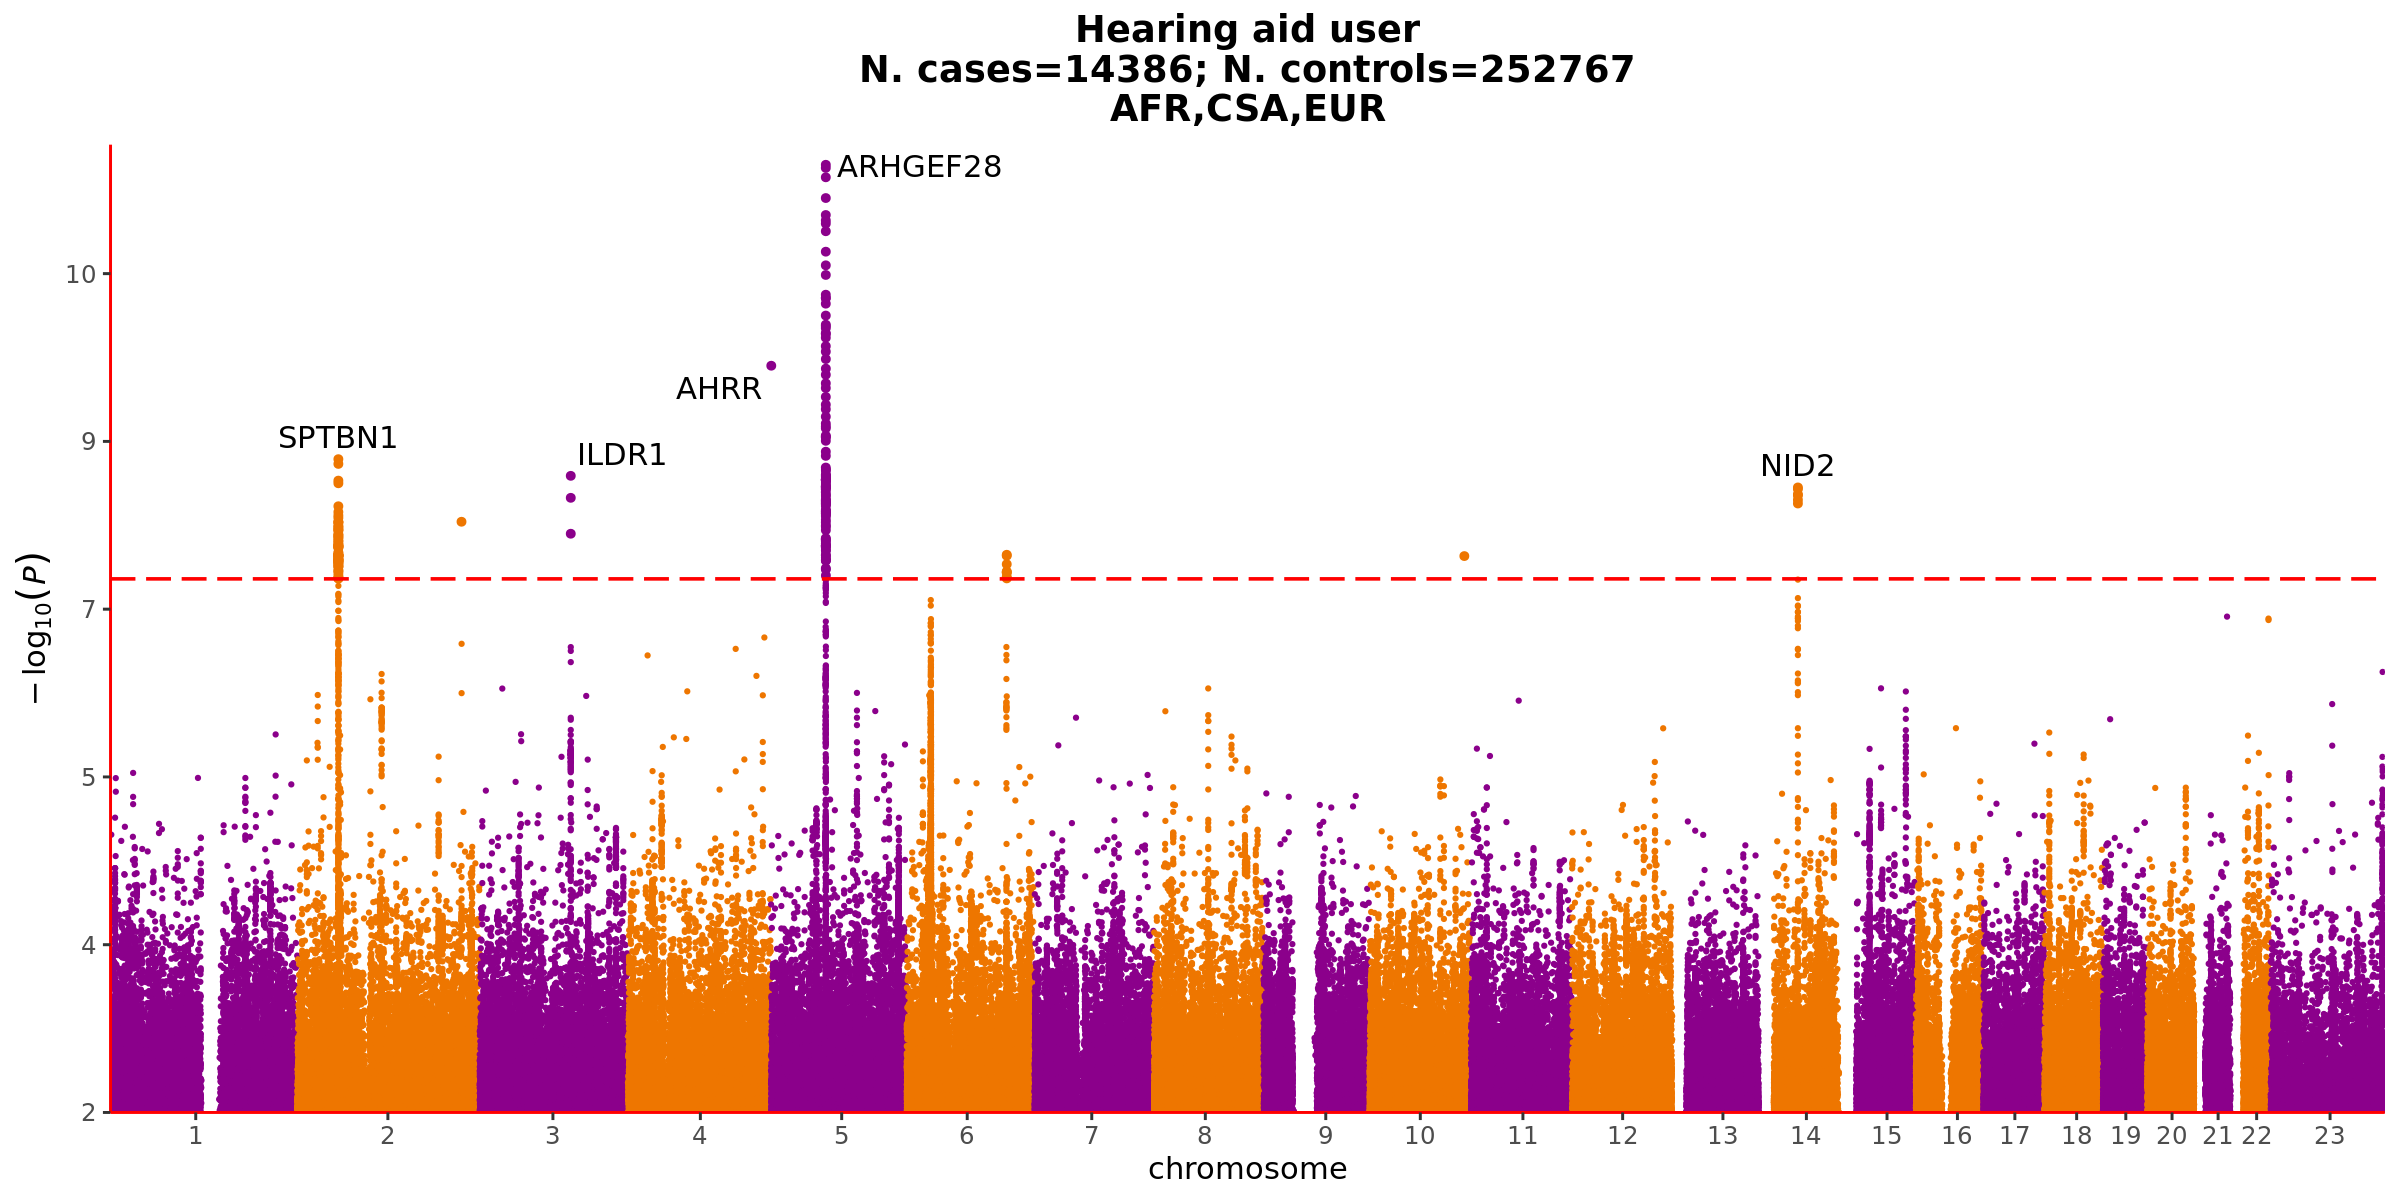 Hearing aid user
N. cases=14386; N. controls=252767
AFR,CSA,EUR
ARHGEF28
10
AHRR
SPTBN1
9
ILDR1
NID2
−log10(P)
7
5
4
2
1 2 3 4 5 6 7 8 9 10 11 12 13 14 15 16 17 18 19 20 21 22 23
chromosome